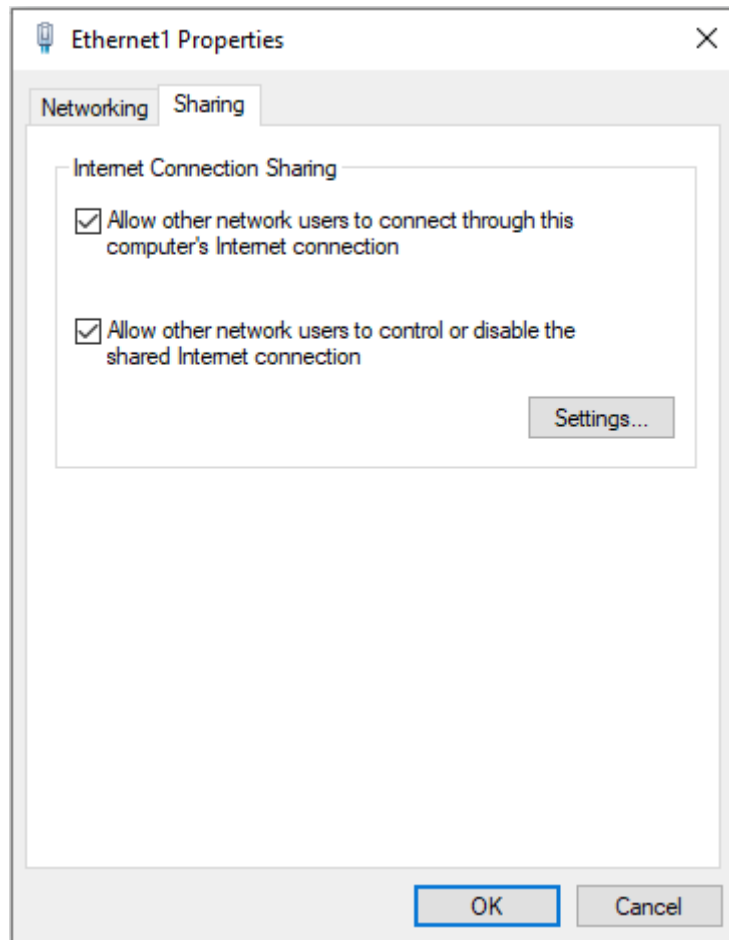 Ethernet1 Properties
Networking
Sharing
Internet Connection Sharing
Allow other network users to connect through this
computer's Internet connection
Allow other network users to control or disable the
shared Internet connection
Settings...
OK
Cancel